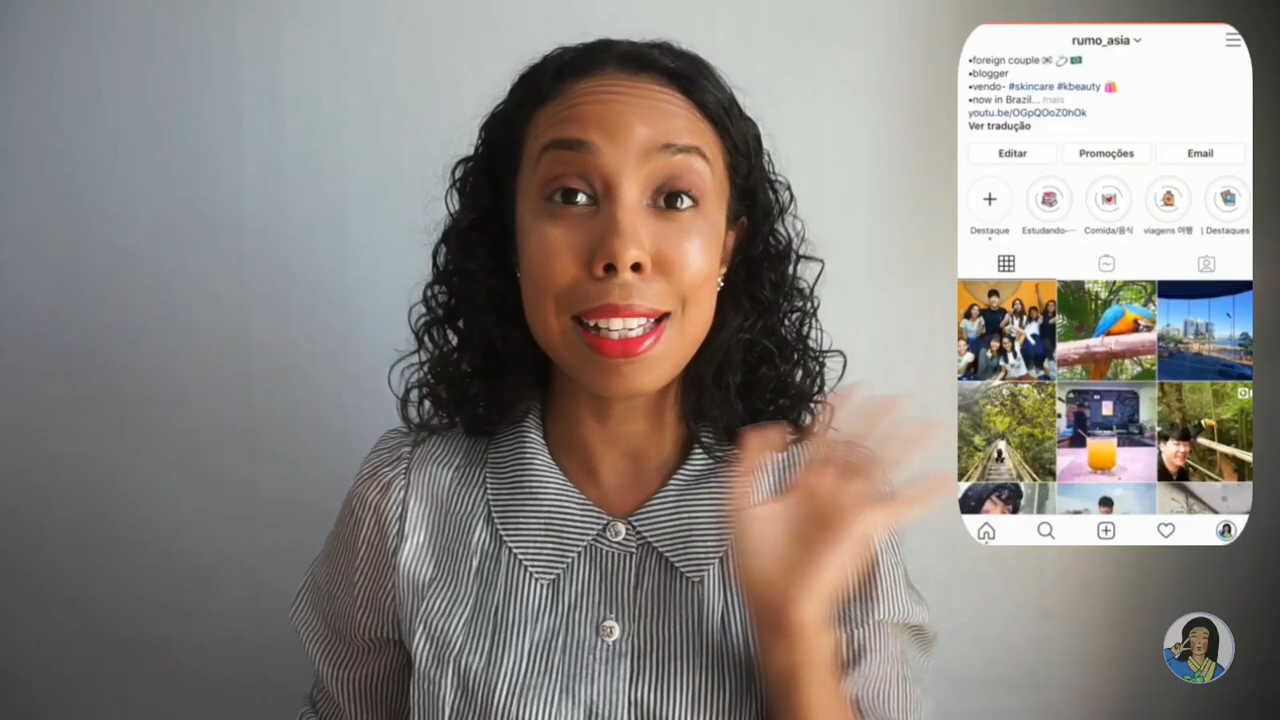 rumo_asia
•foreign couple
•blogger
•vendo- #skincare #kbeauty
•now in Brazil... mais
youtu.be/OGpQOoZ0hOk
Ver tradução
Editar Promoções Email
Destaque Estudando-... Comida/음식 viagens 여행 | Destaques